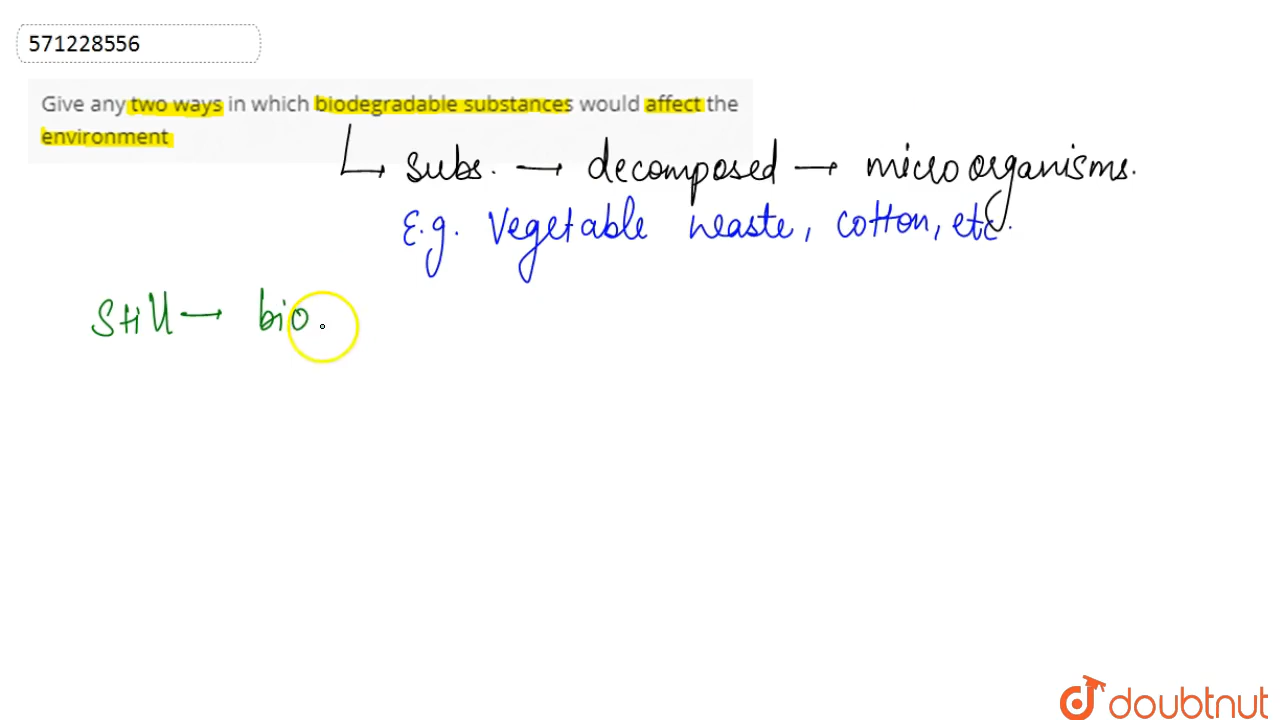 571228556
Give any two ways in which biodegradable substances would affect the
environment
↳ subs. → decomposed → microorganisms.
E.g. Vegetable waste, cotton, etc.
Still → bio
doubtnut